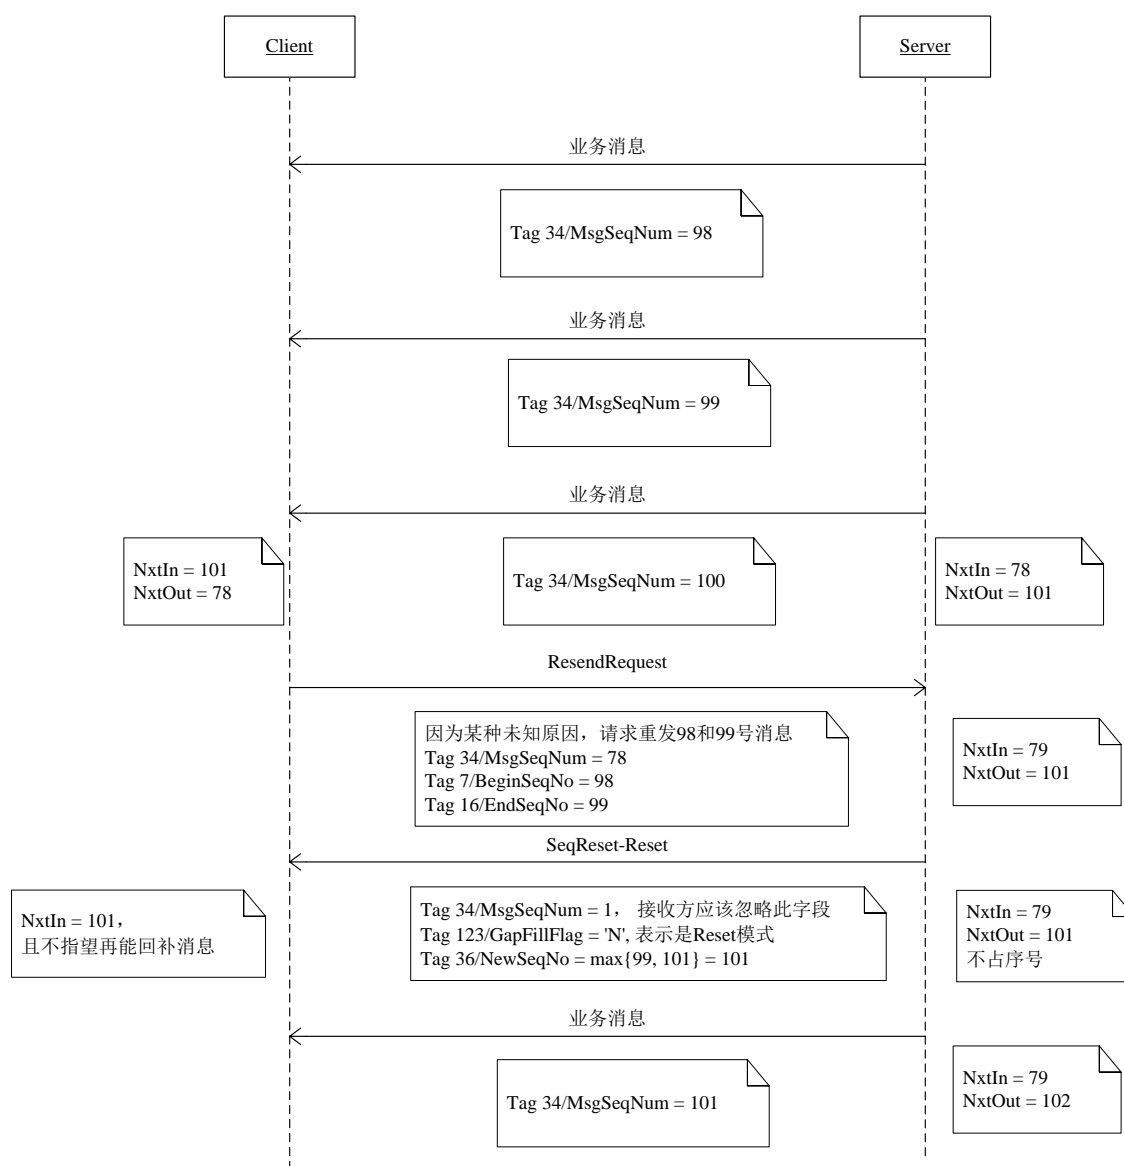 Client
Server
业务消息
Tag 34/MsgSeqNum = 98
业务消息
Tag 34/MsgSeqNum = 99
业务消息
NxtIn = 101
NxtOut = 78
Tag 34/MsgSeqNum = 100
NxtIn = 78
NxtOut = 101
ResendRequest
因为某种未知原因，请求重发98和99号消息
Tag 34/MsgSeqNum = 78
Tag 7/BeginSeqNo = 98
Tag 16/EndSeqNo = 99
NxtIn = 79
NxtOut = 101
SeqReset-Reset
NxtIn = 101，
且不指望再能回补消息
Tag 34/MsgSeqNum = 1， 接收方应该忽略此字段
Tag 123/GapFillFlag = 'N', 表示是Reset模式
Tag 36/NewSeqNo = max{99, 101} = 101
NxtIn = 79
NxtOut = 101
不占序号
业务消息
Tag 34/MsgSeqNum = 101
NxtIn = 79
NxtOut = 102